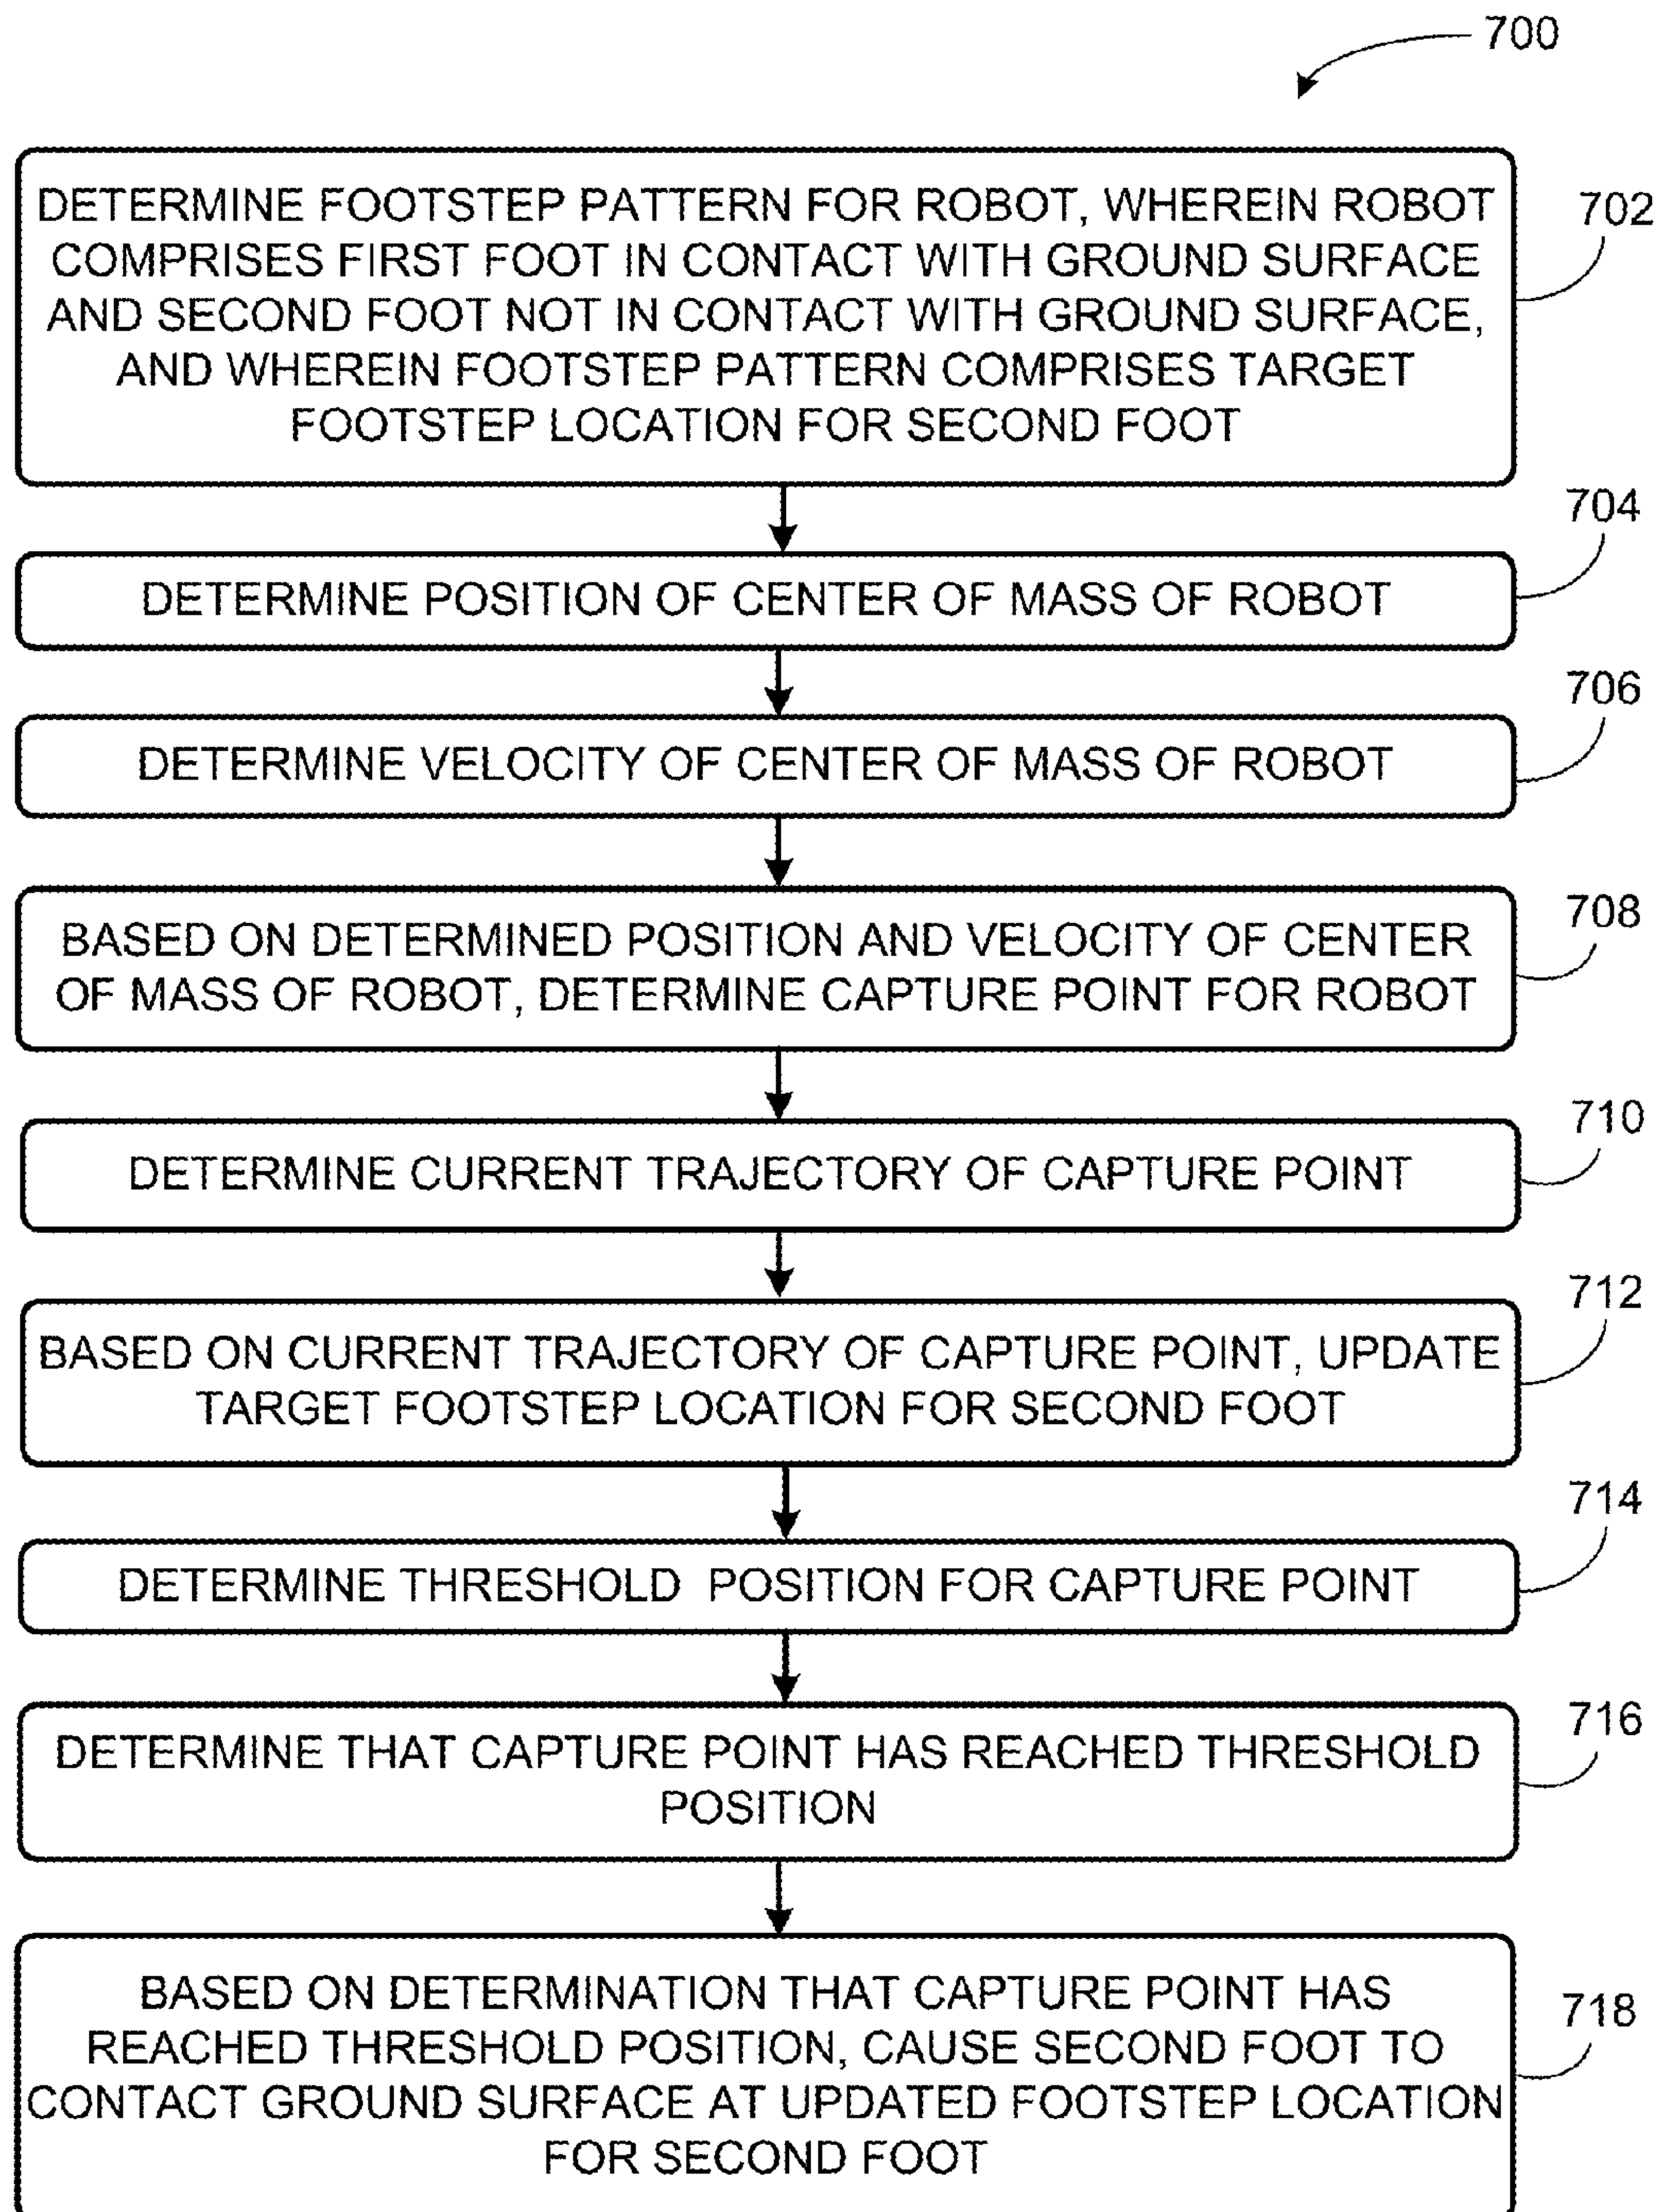 700
DETERMINE FOOTSTEP PATTERN FOR ROBOT, WHEREIN ROBOT
COMPRISES FIRST FOOT IN CONTACT WITH GROUND SURFACE
AND SECOND FOOT NOT IN CONTACT WITH GROUND SURFACE,
AND WHEREIN FOOTSTEP PATTERN COMPRISES TARGET
FOOTSTEP LOCATION FOR SECOND FOOT
702
704
DETERMINE POSITION OF CENTER OF MASS OF ROBOT
706
DETERMINE VELOCITY OF CENTER OF MASS OF ROBOT
708
BASED ON DETERMINED POSITION AND VELOCITY OF CENTER
OF MASS OF ROBOT, DETERMINE CAPTURE POINT FOR ROBOT
710
DETERMINE CURRENT TRAJECTORY OF CAPTURE POINT
712
BASED ON CURRENT TRAJECTORY OF CAPTURE POINT, UPDATE
TARGET FOOTSTEP LOCATION FOR SECOND FOOT
714
DETERMINE THRESHOLD POSITION FOR CAPTURE POINT
716
DETERMINE THAT CAPTURE POINT HAS REACHED THRESHOLD
POSITION
718
BASED ON DETERMINATION THAT CAPTURE POINT HAS
REACHED THRESHOLD POSITION, CAUSE SECOND FOOT TO
CONTACT GROUND SURFACE AT UPDATED FOOTSTEP LOCATION
FOR SECOND FOOT